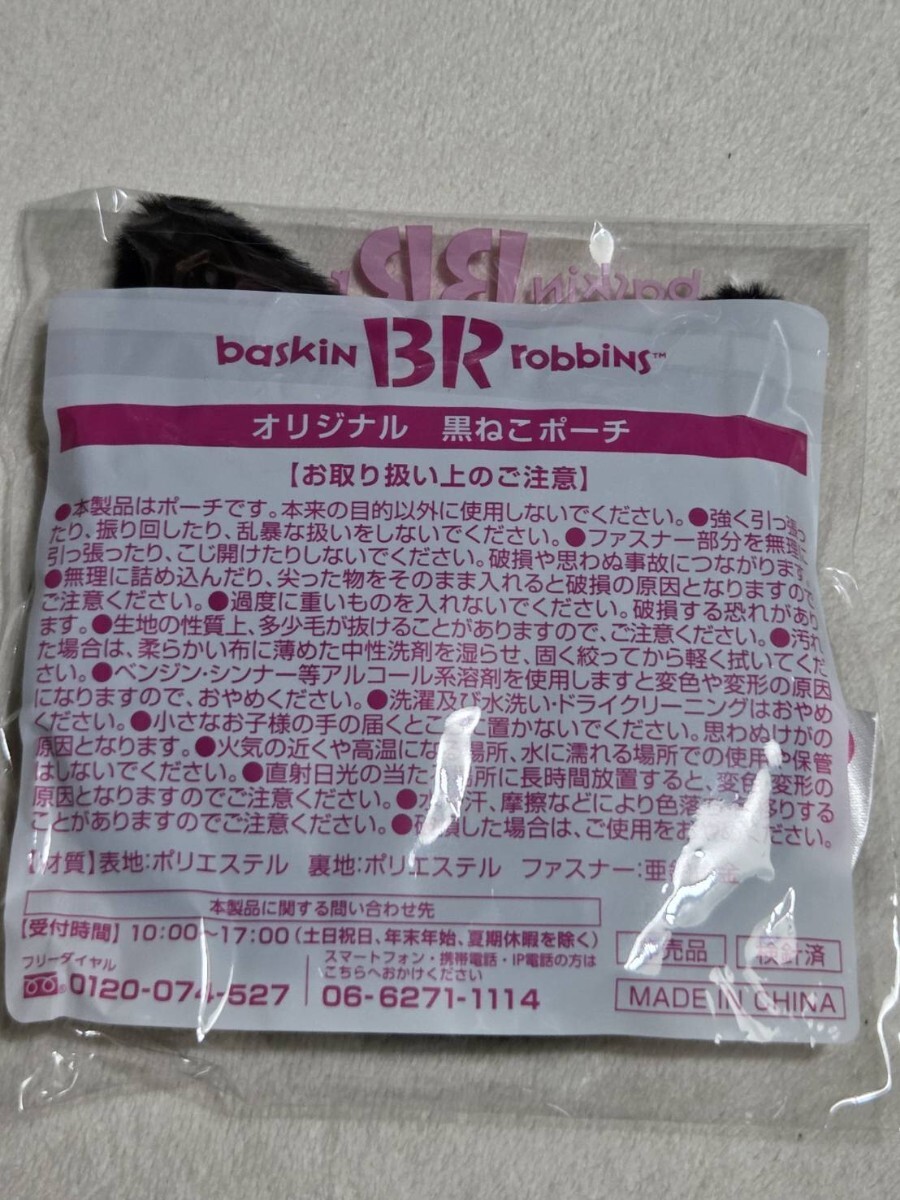 baskin BR robbins™
baskin BR robbins™
オリジナル 黒ねこポーチ
【お取り扱い上のご注意】
●本製品はポーチです。本来の目的以外に使用しないでください。●強く引っ張っ
たり、振り回したり、乱暴な扱いをしないでください。●ファスナー部分を無理に
引っ張ったり、こじ開けたりしないでください。破損や思わぬ事故につながります。
●無理に詰め込んだり、尖った物をそのまま入れると破損の原因となりますので
ご注意ください。●過度に重いものを入れないでください。破損する恐れがあり
ます。●生地の性質上、多少毛が抜けることがありますので、ご注意ください。●汚れ
た場合は、柔らかい布に薄めた中性洗剤を湿らせ、固く絞ってから軽く拭いてくだ
さい。●ベンジン・シンナー等アルコール系溶剤を使用しますと変色や変形の原因
になりますので、おやめください。●洗濯及び水洗い・ドライクリーニングはおやめ
ください。●小さなお子様の手の届くところに置かないでください。思わぬけがの
原因となります。●火気の近くや高温になる場所、水に濡れる場所での使用や保管
はしないでください。●直射日光の当たる場所に長時間放置すると、変色、変形の
原因となりますのでご注意ください。● 汗、摩擦などにより色落 移りする
ことがありますのでご注意ください。●破損した場合は、ご使用をお ださい。
【材質】表地:ポリエステル 裏地:ポリエステル ファスナー:亜 金
本製品に関する問い合わせ先
【受付時間】10:00〜17:00(土日祝日、年末年始、夏期休暇を除く)
フリーダイヤル
0120-074-527
スマートフォン・携帯電話・IP電話の方は
こちらへおかけください
06-6271-1114
売品
検針済
MADE IN CHINA